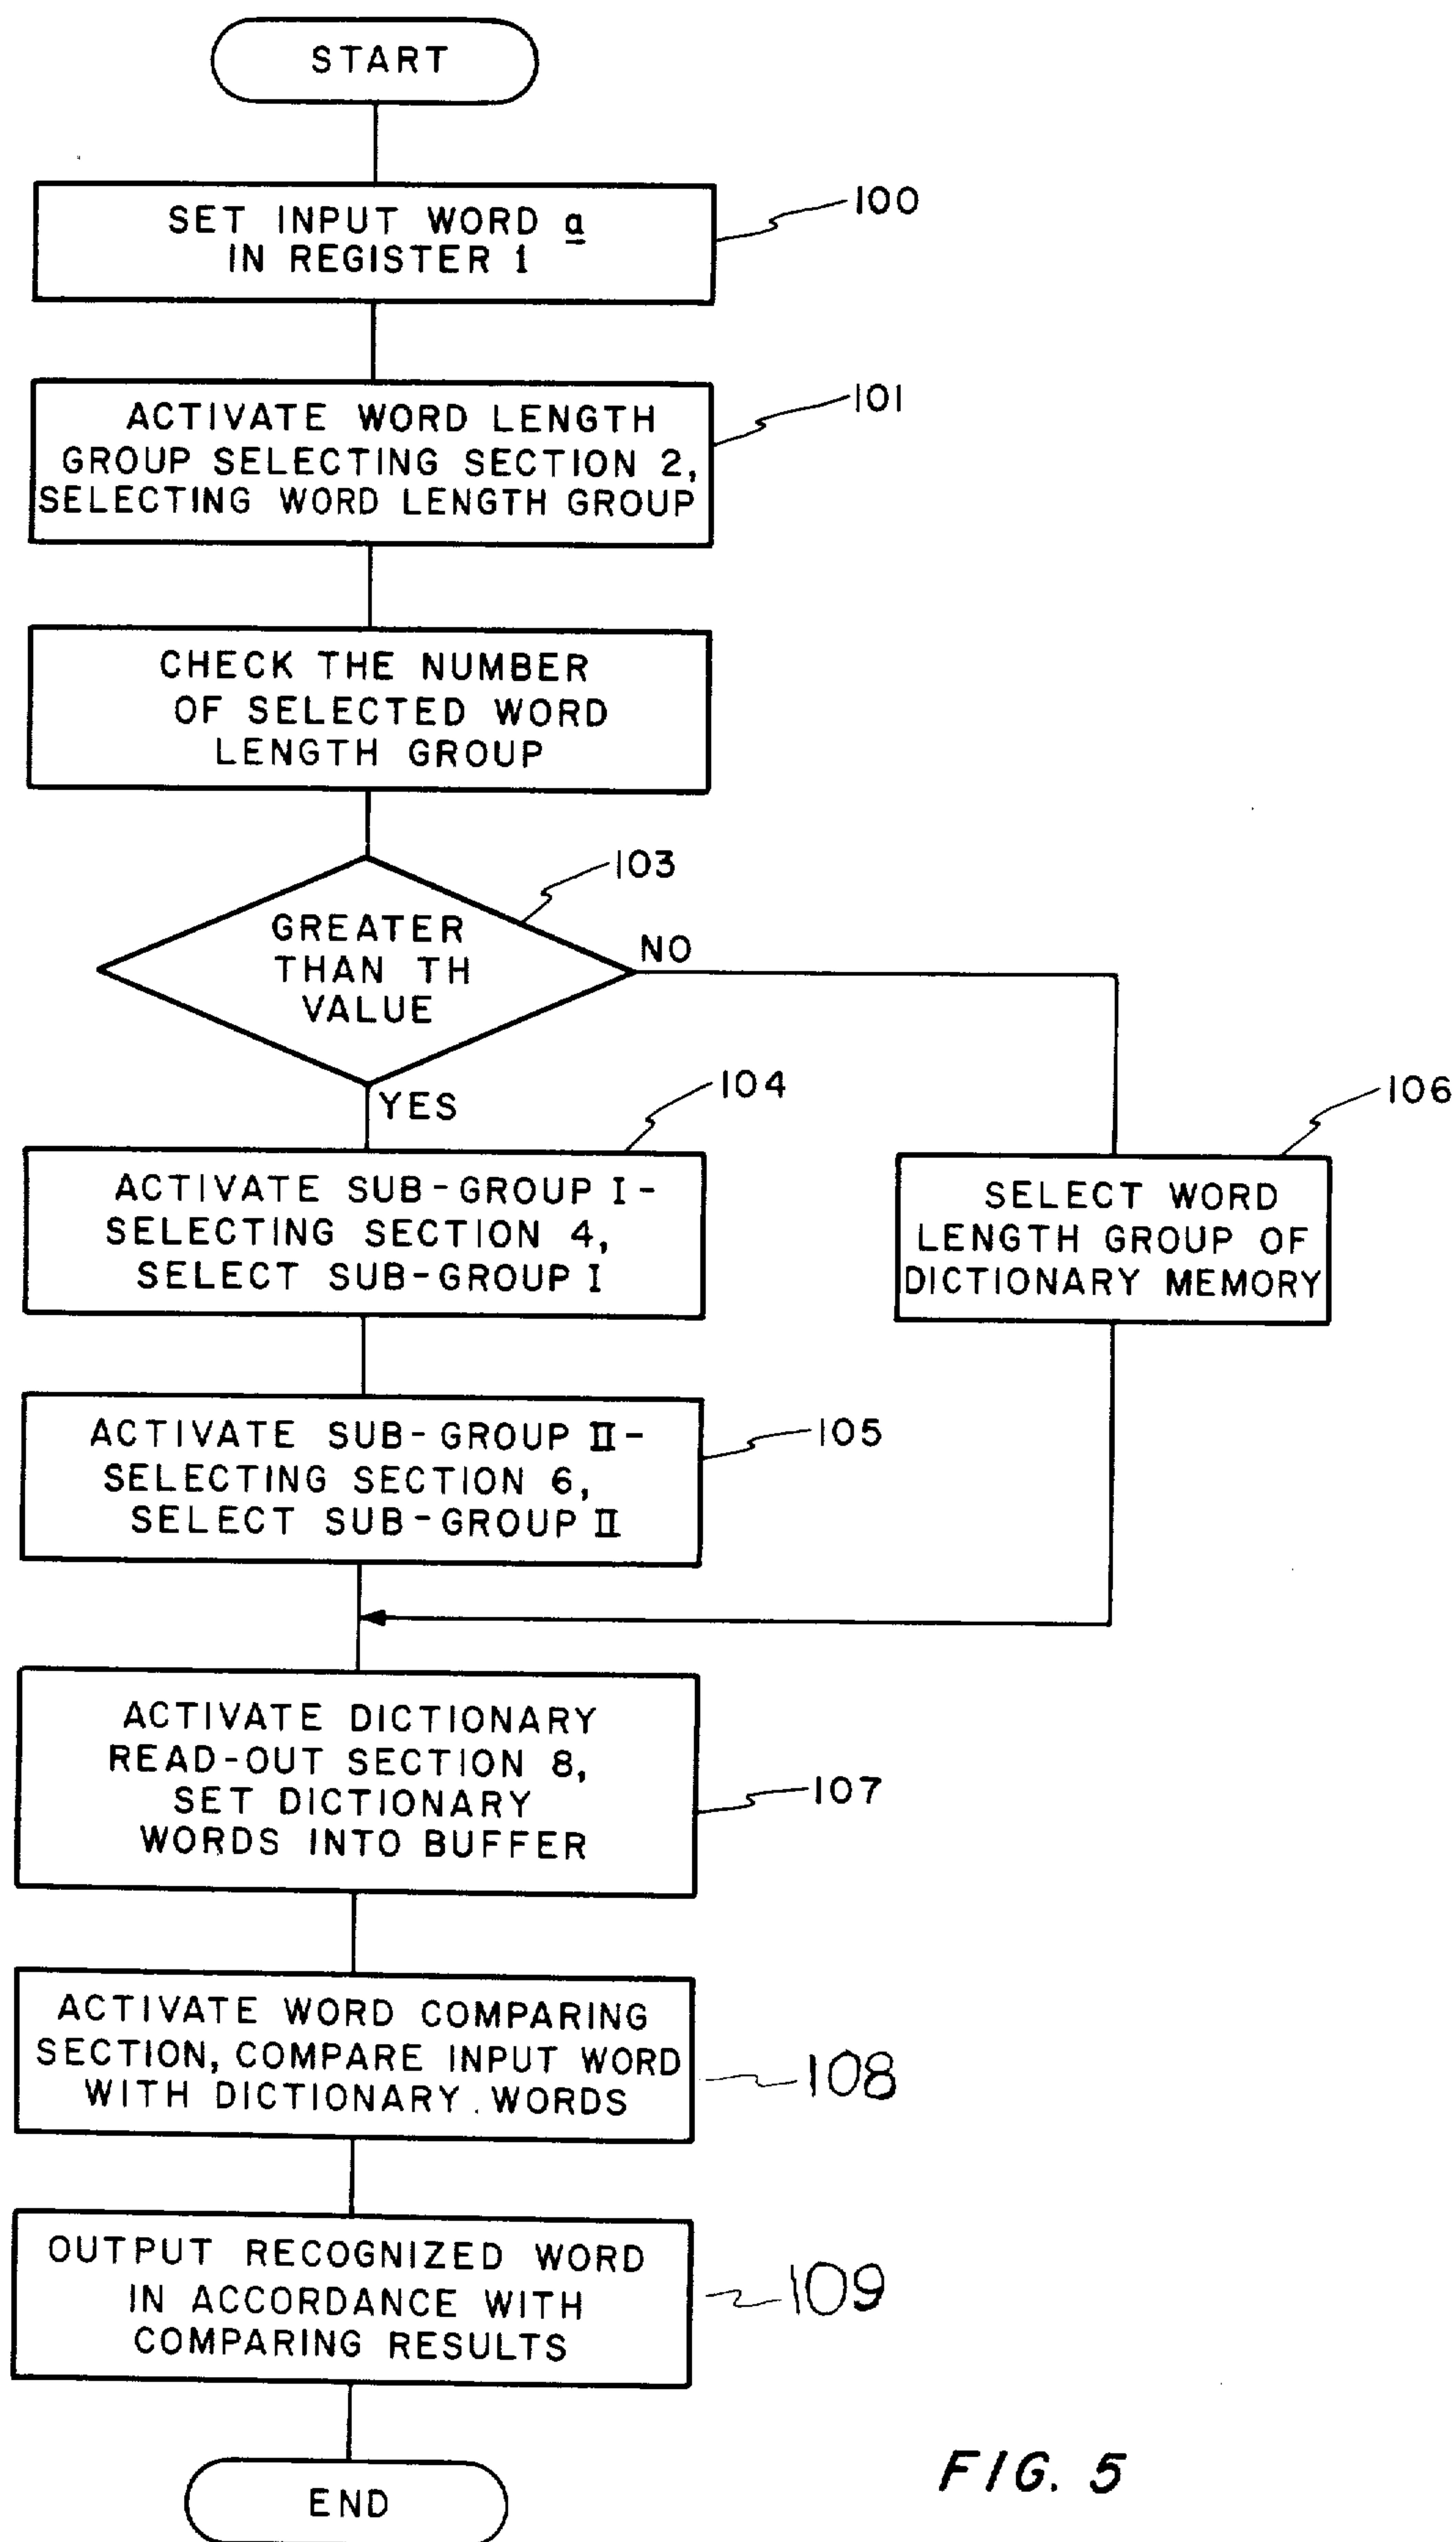 START
SET INPUT WORD a
IN REGISTER 1
100
ACTIVATE WORD LENGTH
GROUP SELECTING SECTION 2,
SELECTING WORD LENGTH GROUP
101
CHECK THE NUMBER
OF SELECTED WORD
LENGTH GROUP
103
GREATER
THAN TH
VALUE
NO
YES
104
ACTIVATE SUB-GROUP I-
SELECTING SECTION 4,
SELECT SUB-GROUP I
106
SELECT WORD
LENGTH GROUP OF
DICTIONARY MEMORY
ACTIVATE SUB-GROUP II-
SELECTING SECTION 6,
SELECT SUB-GROUP II
105
ACTIVATE DICTIONARY
READ-OUT SECTION 8,
SET DICTIONARY
WORDS INTO BUFFER
107
ACTIVATE WORD COMPARING
SECTION, COMPARE INPUT WORD
WITH DICTIONARY WORDS
108
OUTPUT RECOGNIZED WORD
IN ACCORDANCE WITH
COMPARING RESULTS
109
END
FIG. 5